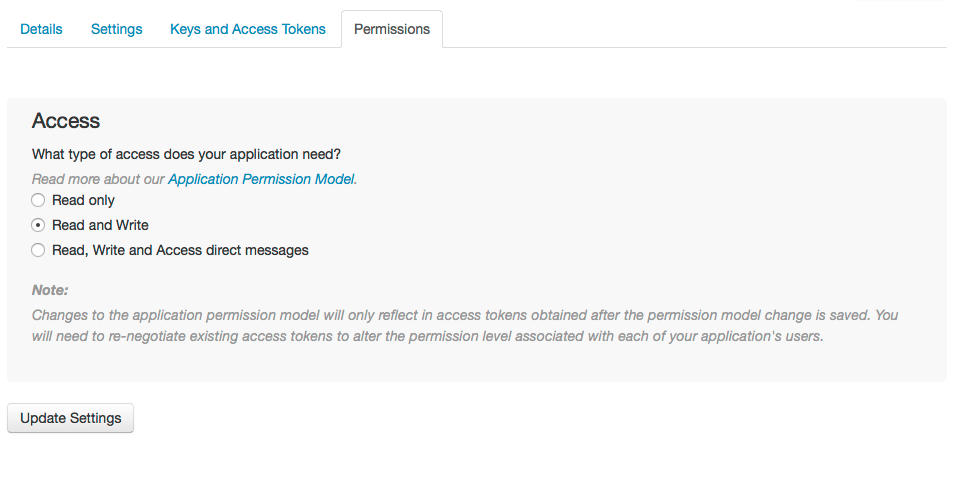 Details Settings Keys and Access Tokens Permissions
Access
What type of access does your application need?
Read more about our Application Permission Model.
Read only
Read and Write
Read, Write and Access direct messages
Note:
Changes to the application permission model will only reflect in access tokens obtained after the permission model change is saved. You
will need to re-negotiate existing access tokens to alter the permission level associated with each of your application's users.
Update Settings